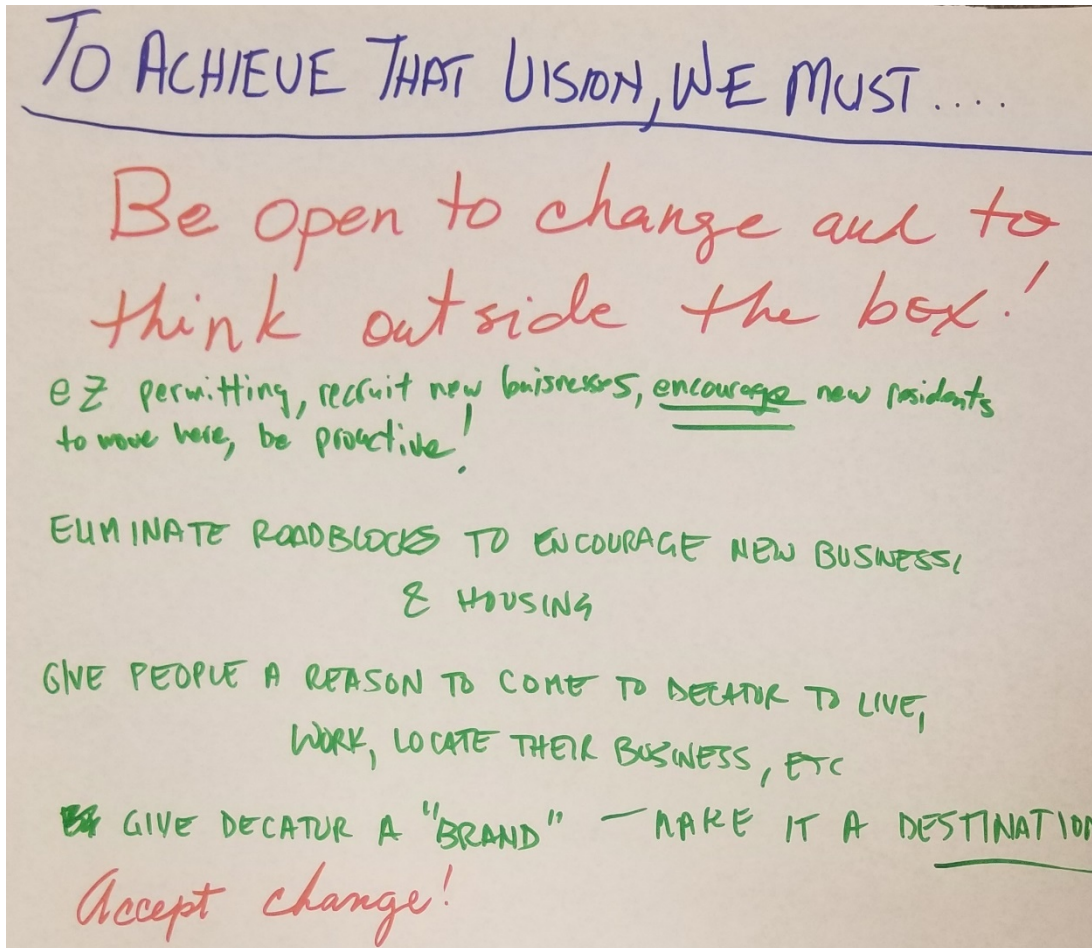 TO ACHIEVE THAT VISION, WE MUST....
Be open to change and to
think outside the box!
eZ permitting, recruit new buisnesses, encourage new residents
to move here, be proactive!
ELIMINATE ROADBLOCKS TO ENCOURAGE NEW BUSINESS,
& HOUSING
GIVE PEOPLE A REASON TO COME TO DECATUR TO LIVE,
WORK, LOCATE THEIR BUSINESS, ETC
GIVE DECATUR A "BRAND" — MAKE IT A DESTINATION
Accept change!